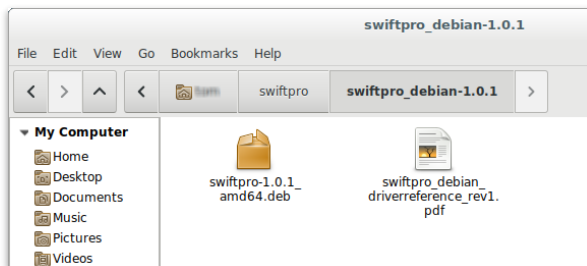 swiftpro_debian-1.0.1
File Edit View Go Bookmarks Help
swiftpro swiftpro_debian-1.0.1
My Computer
Home
Desktop
Documents
Music
Pictures
Videos
swiftpro-1.0.1_
amd64.deb
swiftpro_debian_
driverreference_rev1.
pdf